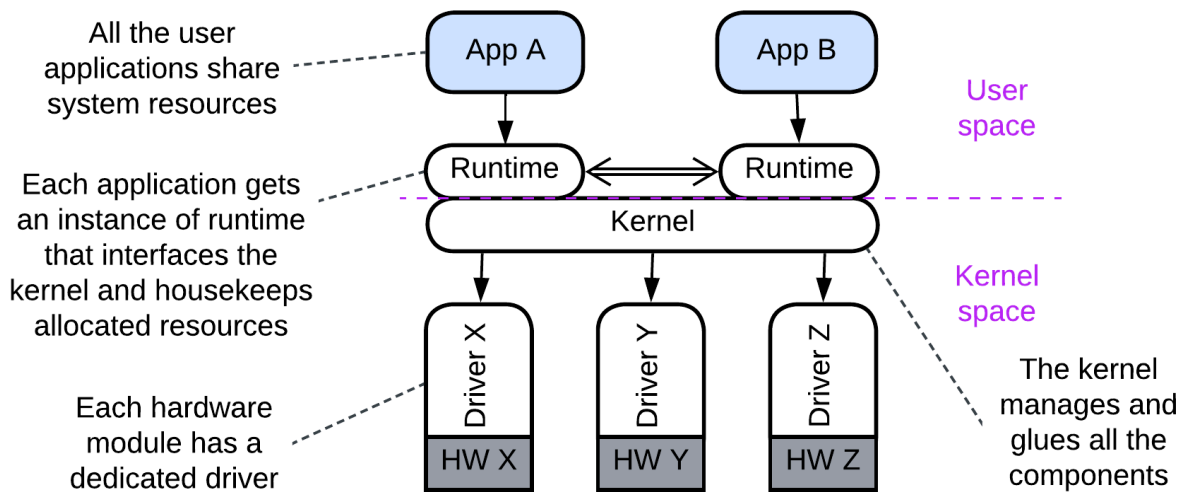 All the user
applications share
system resources
App A
App B
User
space
Runtime
Runtime
Each application gets
an instance of runtime
that interfaces the
kernel and housekeeps
allocated resources
Kernel
Kernel
space
Driver X
Driver Y
Driver Z
HW X
HW Y
HW Z
Each hardware
module has a
dedicated driver
The kernel
manages and
glues all the
components